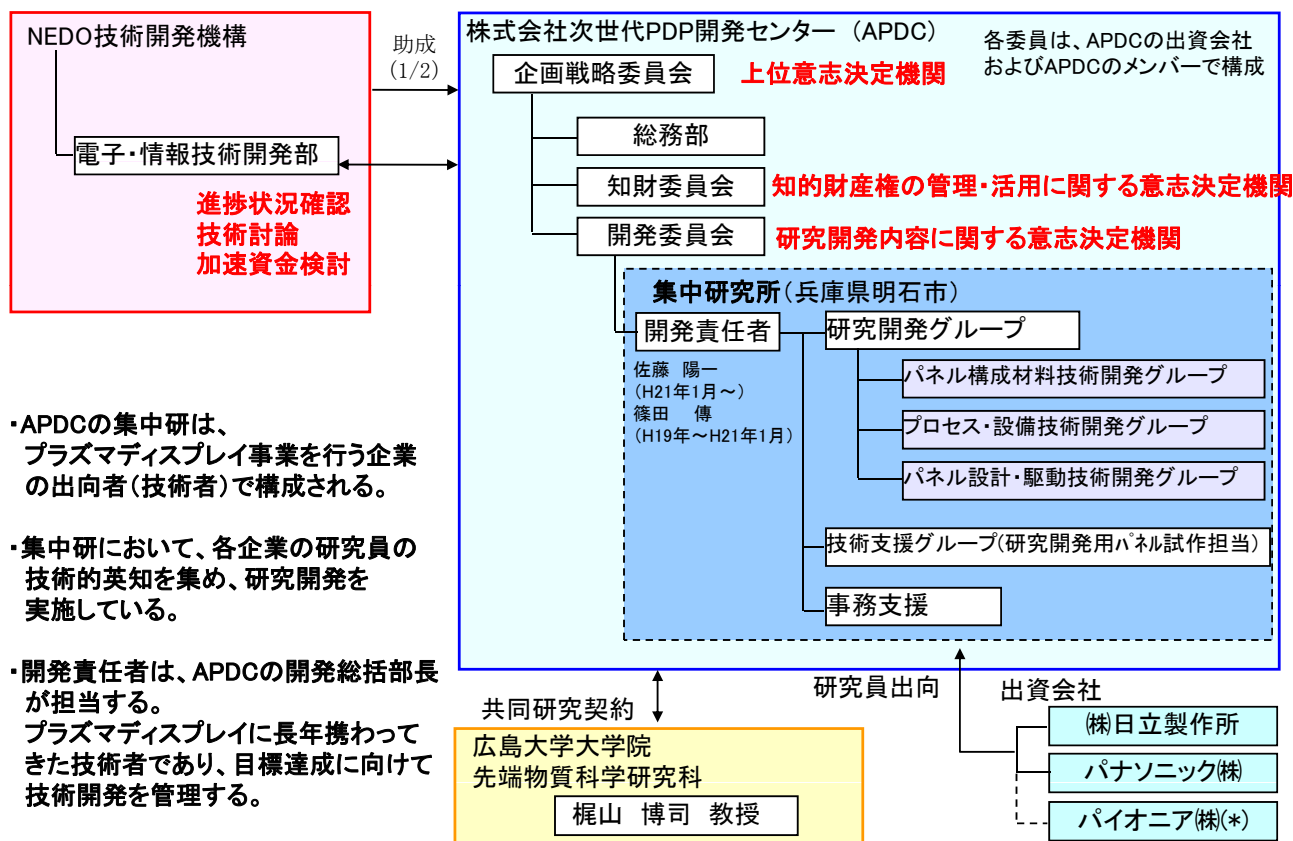 NEDO技術開発機構
電子・情報技術開発部
進捗状況確認
技術討論
加速資金検討
助成
(1/2)
株式会社次世代PDP開発センター (APDC)
各委員は、APDCの出資会社
およびAPDCのメンバーで構成
企画戦略委員会
上位意志決定機関
総務部
知財委員会
知的財産権の管理・活用に関する意志決定機関
開発委員会
研究開発内容に関する意志決定機関
集中研究所(兵庫県明石市)
開発責任者
佐藤 陽一
(H21年1月~)
篠田 傳
(H19年~H21年1月)
研究開発グループ
パネル構成材料技術開発グループ
プロセス・設備技術開発グループ
パネル設計・駆動技術開発グループ
技術支援グループ(研究開発用ﾊﾟﾈﾙ試作担当)
事務支援
・APDCの集中研は、
プラズマディスプレイ事業を行う企業
の出向者(技術者)で構成される。
・集中研において、各企業の研究員の
技術的英知を集め、研究開発を
実施している。
・開発責任者は、APDCの開発総括部長
が担当する。
プラズマディスプレイに長年携わって
きた技術者であり、目標達成に向けて
技術開発を管理する。
共同研究契約
広島大学大学院
先端物質科学研究科
梶山 博司 教授
研究員出向
出資会社
㈱日立製作所
パナソニック㈱
パイオニア㈱(*)